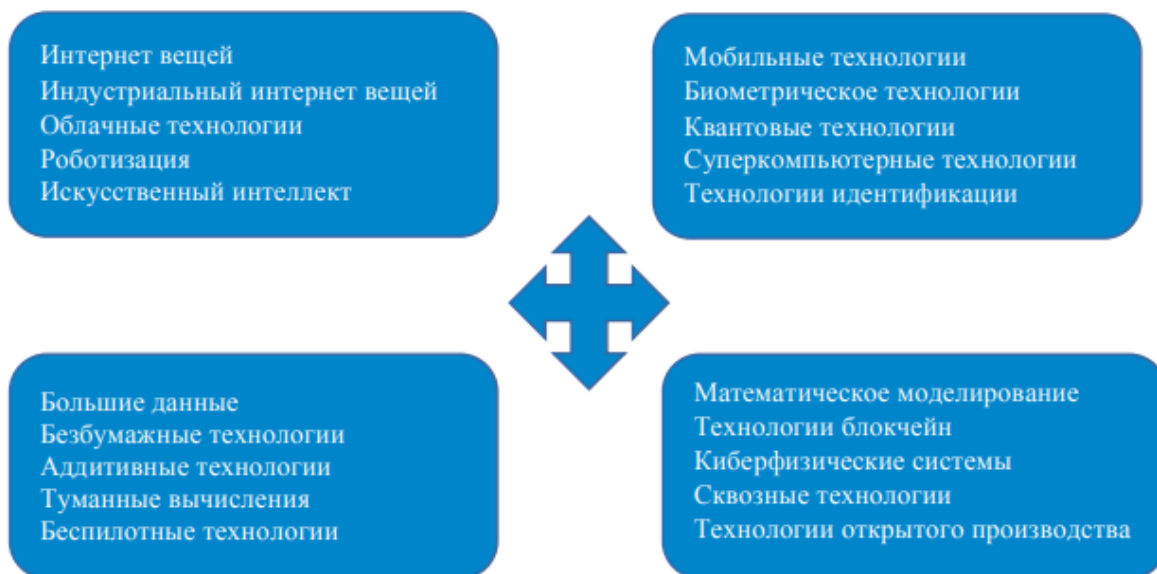 Интернет вещей
Индустриальный интернет вещей
Облачные технологии
Роботизация
Искусственный интеллект
Мобильные технологии
Биометрическое технологии
Квантовые технологии
Суперкомпьютерные технологии
Технологии идентификации
Большие данные
Безбумажные технологии
Аддитивные технологии
Туманные вычисления
Беспилотные технологии
Математическое моделирование
Технологии блокчейн
Киберфизические системы
Сквозные технологии
Технологии открытого производства